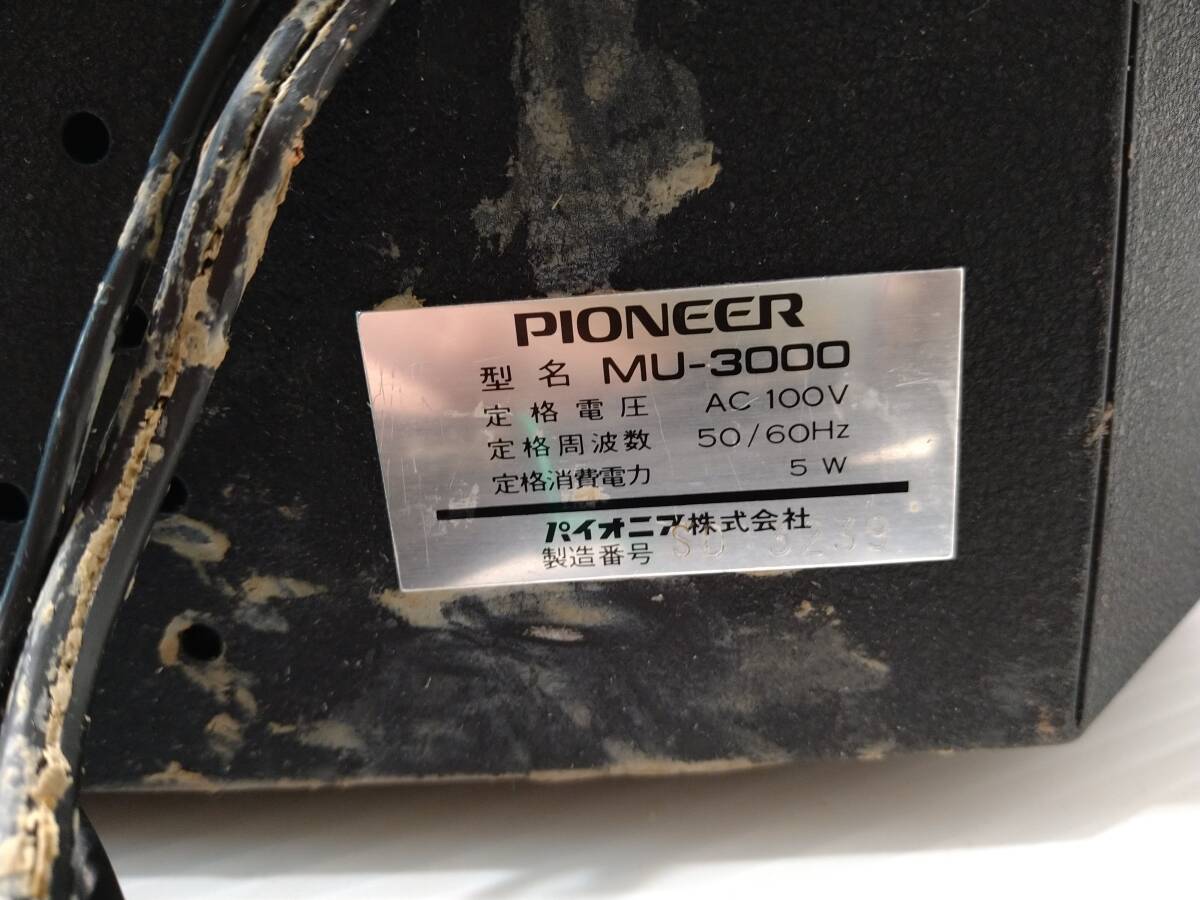 PIONEER
型名 MU-3000
定格電圧 AC 100V
定格周波数 50/60Hz
定格消費電力 5 W
パイオニア株式会社
製造番号